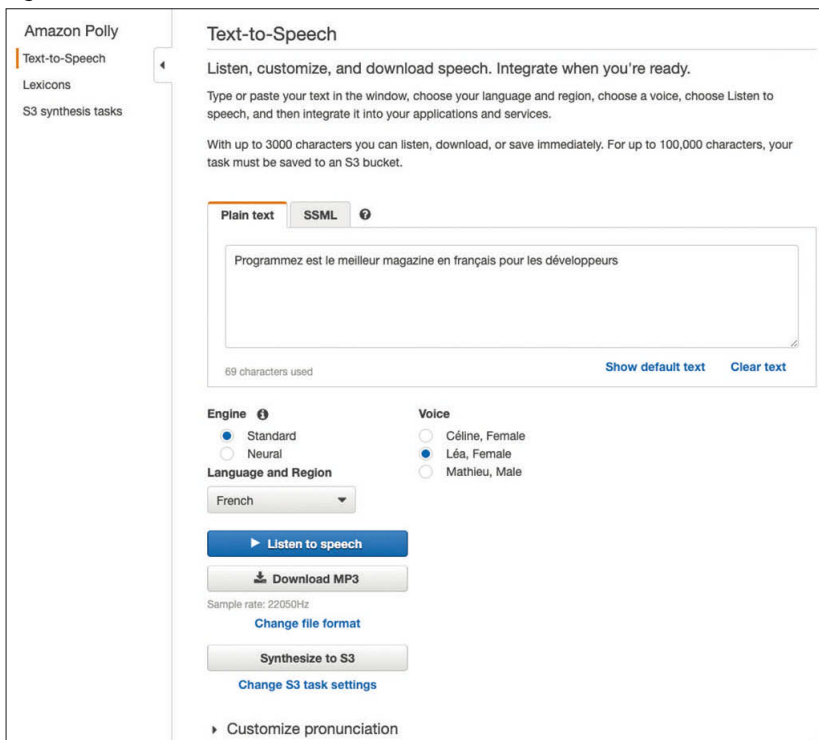 Amazon Polly
Text-to-Speech
Lexicons
S3 synthesis tasks
Text-to-Speech
Listen, customize, and download speech. Integrate when you're ready.
Type or paste your text in the window, choose your language and region, choose a voice, choose Listen to
speech, and then integrate it into your applications and services.
With up to 3000 characters you can listen, download, or save immediately. For up to 100,000 characters, your
task must be saved to an S3 bucket.
Plain text SSML
Programmez est le meilleur magazine en français pour les développeurs
69 characters used Show default text Clear text
Engine
Standard
Neural
Language and Region
French
Voice
Céline, Female
Léa, Female
Mathieu, Male
Listen to speech
Download MP3
Sample rate: 22050Hz
Change file format
Synthesize to S3
Change S3 task settings
Customize pronunciation